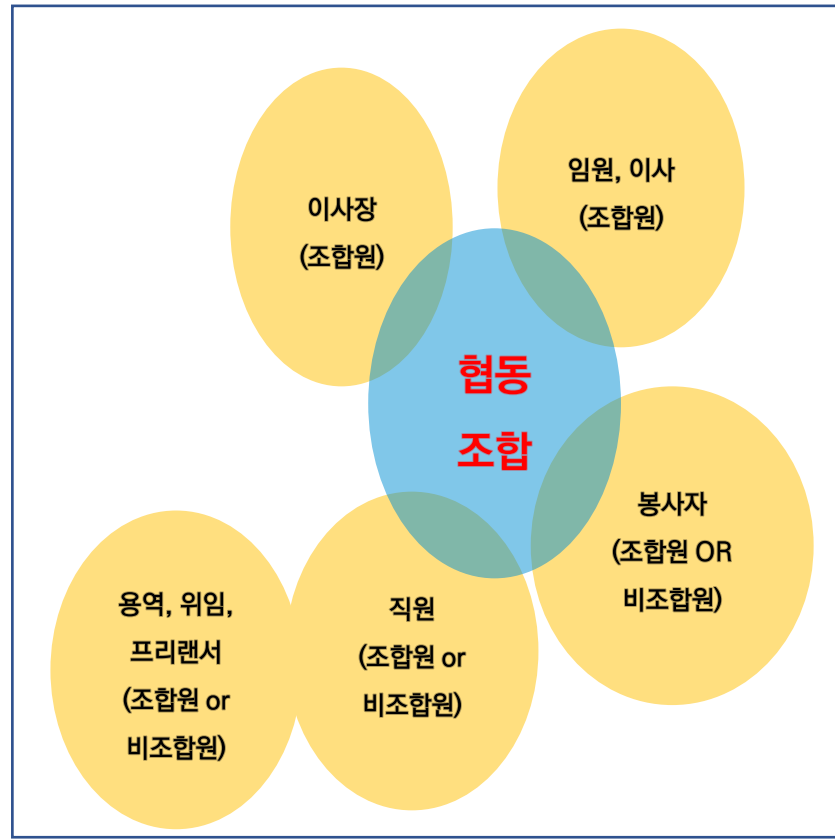 이사장
(조합원)
임원, 이사
(조합원)
협동
조합
봉사자
(조합원 OR
비조합원)
용역, 위임,
프리랜서
(조합원 or
비조합원)
직원
(조합원 or
비조합원)